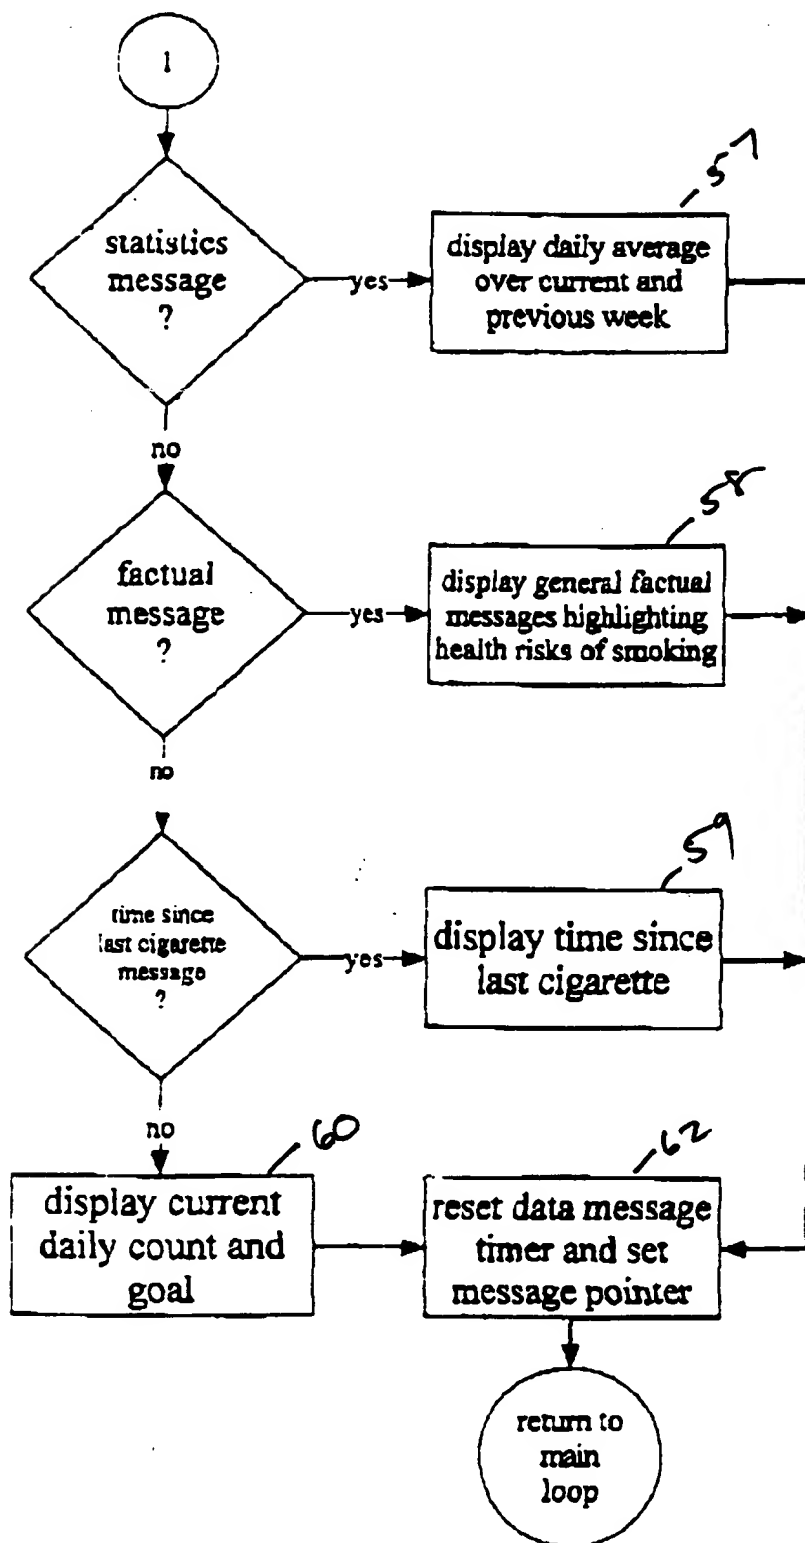 1
57
statistics
message
?
yes
display daily average
over current and
previous week
no
58
factual
message
?
yes
display general factual
messages highlighting
health risks of smoking
no
59
time since
last cigarette
message
?
yes
display time since
last cigarette
no
60
display current
daily count and
goal
62
reset data message
timer and set
message pointer
return to
main
loop